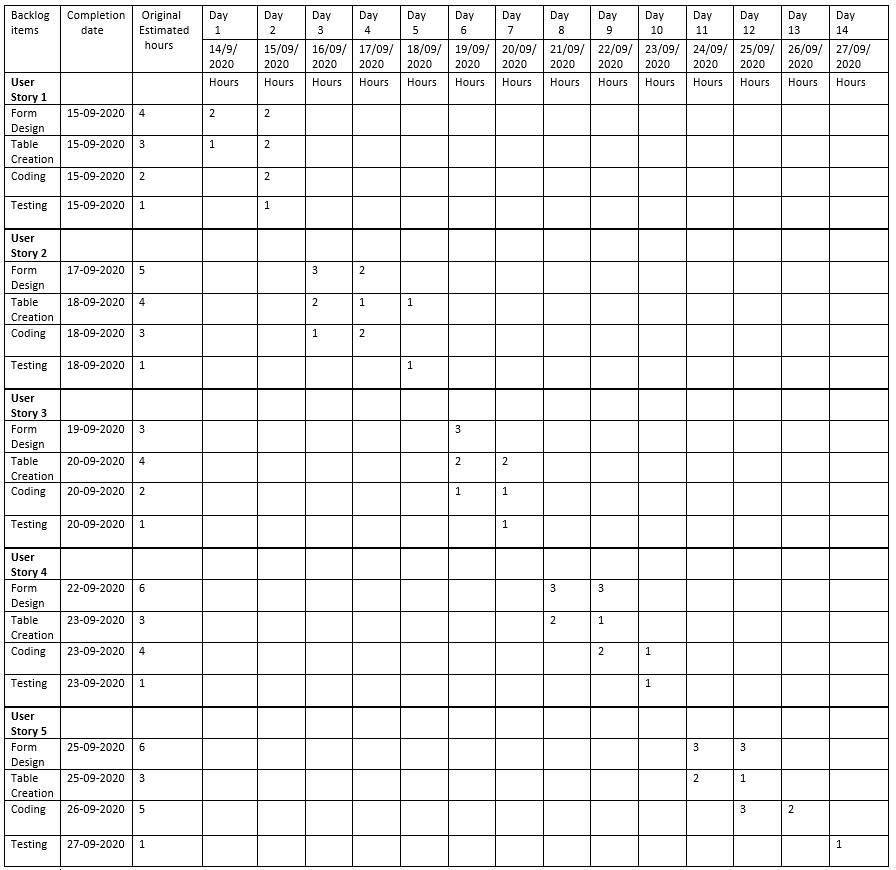 Backlog items Completion date Original Estimated hours Day 1 Day 2 Day 3 Day 4 Day 5 Day 6 Day 7 Day 8 Day 9 Day 10 Day 11 Day 12 Day 13 Day 14
14/9/2020 15/09/2020 16/09/2020 17/09/2020 18/09/2020 19/09/2020 20/09/2020 21/09/2020 22/09/2020 23/09/2020 24/09/2020 25/09/2020 26/09/2020 27/09/2020
User Story 1 Hours Hours Hours Hours Hours Hours Hours Hours Hours Hours Hours Hours Hours Hours
Form Design 15-09-2020 4 2 2
Table Creation 15-09-2020 3 1 2
Coding 15-09-2020 2 2
Testing 15-09-2020 1 1
User Story 2
Form Design 17-09-2020 5 3 2
Table Creation 18-09-2020 4 2 1 1
Coding 18-09-2020 3 1 2
Testing 18-09-2020 1 1
User Story 3
Form Design 19-09-2020 3 3
Table Creation 20-09-2020 4 2 2
Coding 20-09-2020 2 1 1
Testing 20-09-2020 1 1
User Story 4
Form Design 22-09-2020 6 3 3
Table Creation 23-09-2020 3 2 1
Coding 23-09-2020 4 2 1
Testing 23-09-2020 1 1
User Story 5
Form Design 25-09-2020 6 3 3
Table Creation 25-09-2020 3 2 1
Coding 26-09-2020 5 3 2
Testing 27-09-2020 1 1